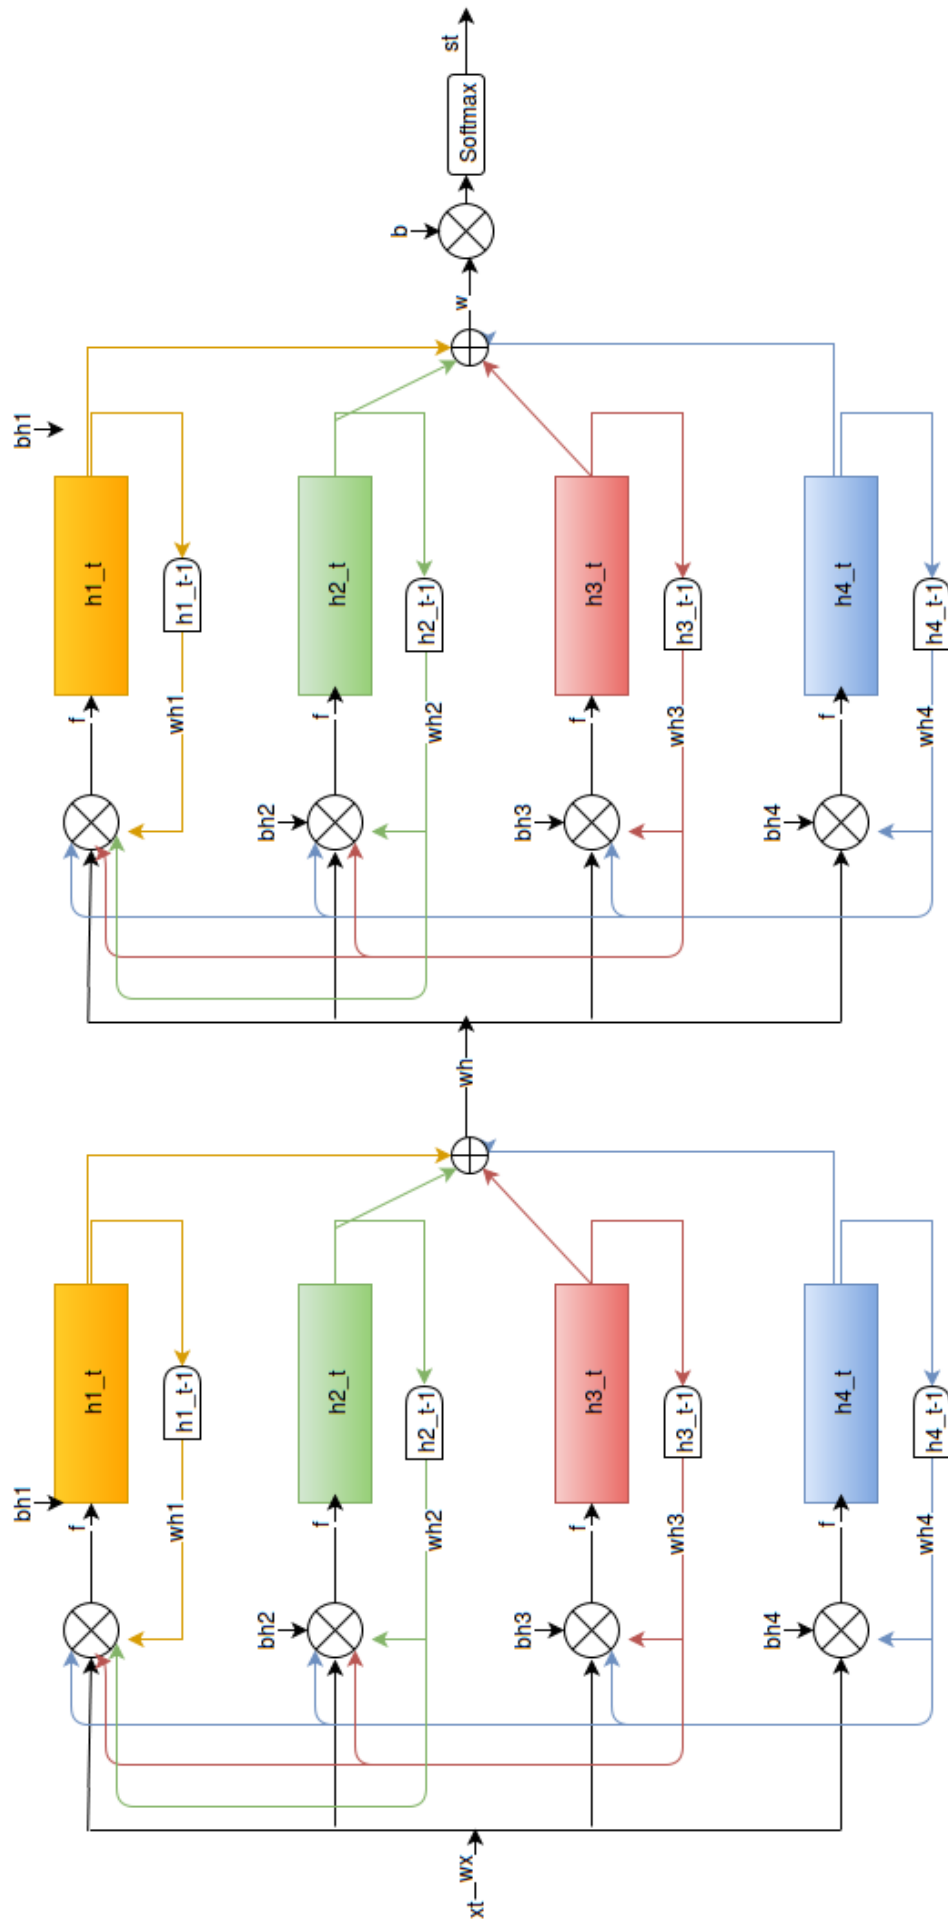 st
Softmax
b
w
bh1
h1_t
h1_t-1
f
wh1
h2_t
h2_t-1
f
wh2
bh2
h3_t
h3_t-1
f
wh3
bh3
h4_t
h4_t-1
f
wh4
bh4
wh
bh1
h1_t
h1_t-1
f
wh1
h2_t
h2_t-1
f
wh2
bh2
h3_t
h3_t-1
f
wh3
bh3
h4_t
h4_t-1
f
wh4
bh4
wx
xt